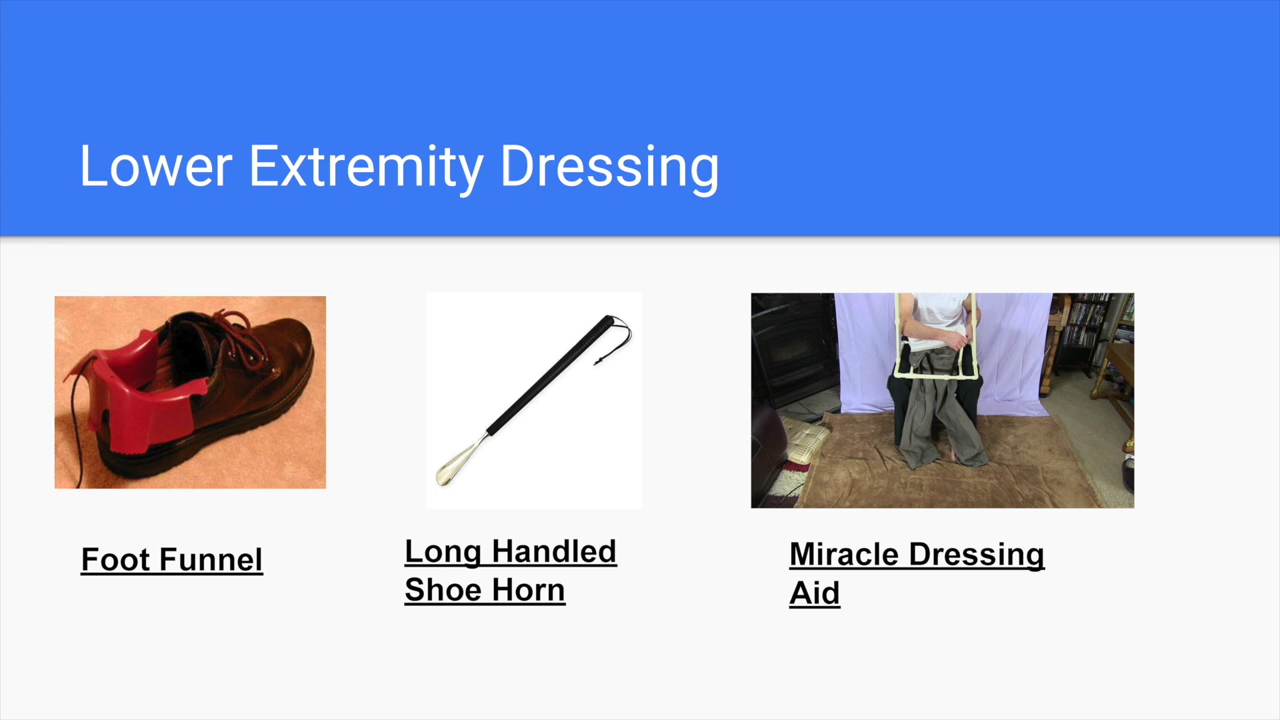 Lower Extremity Dressing
Foot Funnel
Long Handled
Shoe Horn
Miracle Dressing
Aid